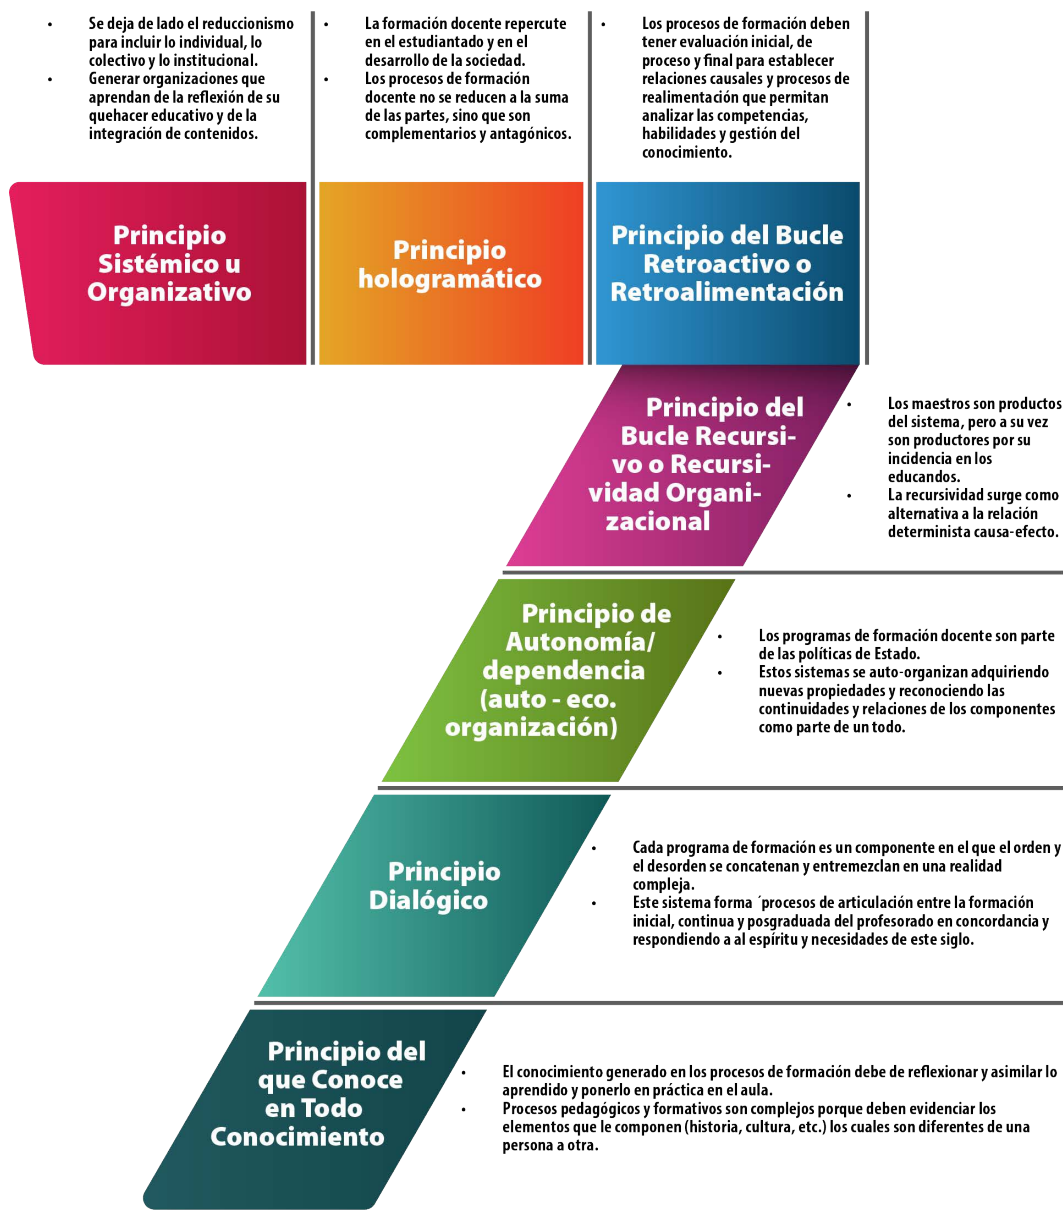 • Se deja de lado el reduccionismo
para incluir lo individual, lo
colectivo y lo institucional.
• Generar organizaciones que
aprendan de la reflexión de su
quehacer educativo y de la
integración de contenidos.
• La formación docente repercute
en el estudiantado y en el
desarrollo de la sociedad.
• Los procesos de formación
docente no se reducen a la suma
de las partes, sino que son
complementarios y antagónicos.
• Los procesos de formación deben
tener evaluación inicial, de
proceso y final para establecer
relaciones causales y procesos de
realimentación que permitan
analizar las competencias,
habilidades y gestión del
conocimiento.
Principio
Sistémico u
Organizativo
Principio
hologramático
Principio del Bucle
Retroactivo o
Retroalimentación
Principio del
Bucle Recursi-
vo o Recursi-
vidad Organi-
zacional
• Los maestros son productos
del sistema, pero a su vez
son productores por su
incidencia en los
educandos.
• La recursividad surge como
alternativa a la relación
determinista causa-efecto.
Principio de
Autonomía/
dependencia
(auto - eco.
organización)
• Los programas de formación docente son parte
de las políticas de Estado.
• Estos sistemas se auto-organizan adquiriendo
nuevas propiedades y reconociendo las
continuidades y relaciones de los componentes
como parte de un todo.
Principio
Dialógico
• Cada programa de formación es un componente en el que el orden y
el desorden se concatenan y entremezclan en una realidad
compleja.
• Este sistema forma ´procesos de articulación entre la formación
inicial, continua y posgraduada del profesorado en concordancia y
respondiendo a al espíritu y necesidades de este siglo.
Principio del
que Conoce
en Todo
Conocimiento
• El conocimiento generado en los procesos de formación debe de reflexionar y asimilar lo
aprendido y ponerlo en práctica en el aula.
• Procesos pedagógicos y formativos son complejos porque deben evidenciar los
elementos que le componen (historia, cultura, etc.) los cuales son diferentes de una
persona a otra.